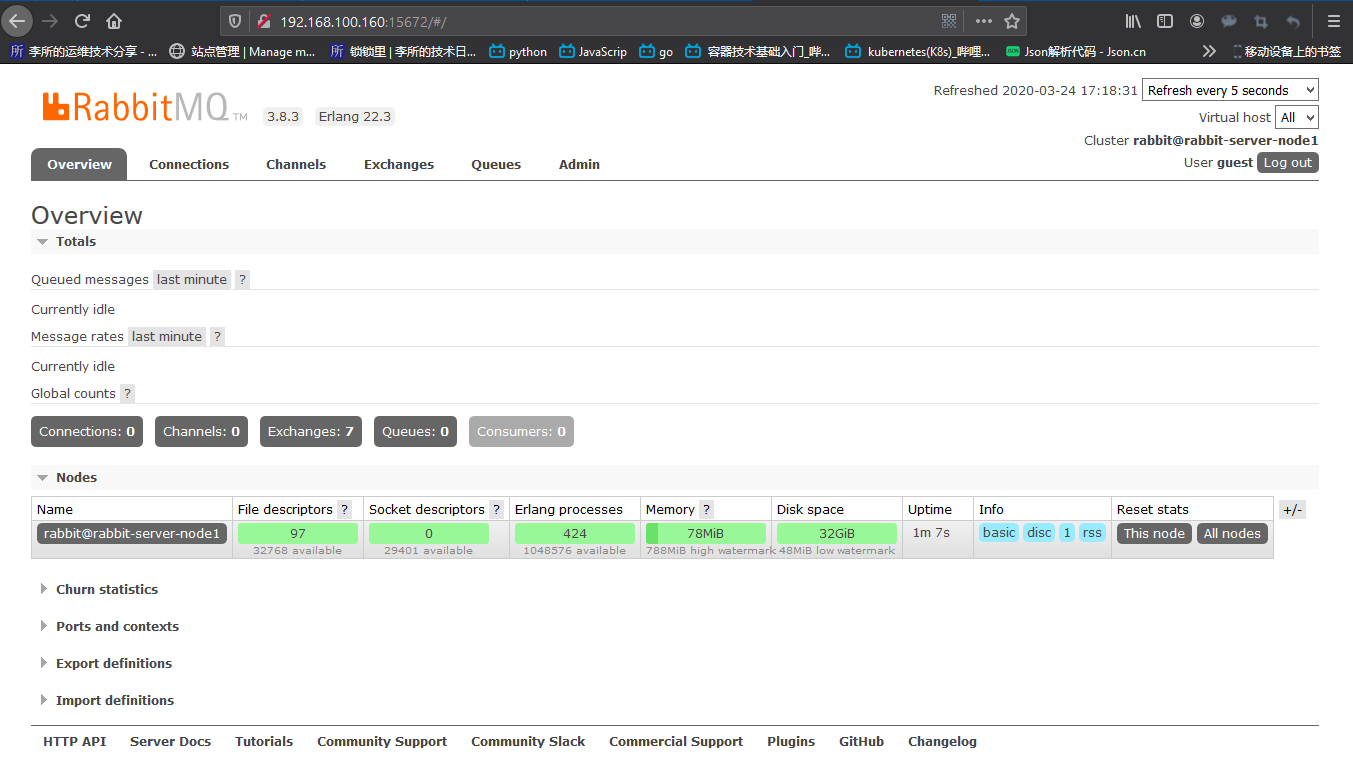 192.168.100.160:15672/#/
所 李所的运维技术分享 - ... 站点管理 | Manage m... 所 锁锁里 | 李所的技术日... python JavaScrip go 容器技术基础入门_哔... kubernetes(K8s)_哔哩... JSON Json解析代码 - Json.cn 移动设备上的书签
Refreshed 2020-03-24 17:18:31 Refresh every 5 seconds
RabbitMQ TM 3.8.3 Erlang 22.3
Virtual host All
Cluster rabbit@rabbit-server-node1
User guest Log out
Overview Connections Channels Exchanges Queues Admin
Overview
Totals
Queued messages last minute ?
Currently idle
Message rates last minute ?
Currently idle
Global counts ?
Connections: 0 Channels: 0 Exchanges: 7 Queues: 0 Consumers: 0
Nodes
Name File descriptors ? Socket descriptors ? Erlang processes Memory ? Disk space Uptime Info Reset stats +/-
rabbit@rabbit-server-node1 97 0 424 78MiB 32GiB 1m 7s basic disc 1 rss This node All nodes
32768 available 29401 available 1048576 available 788MiB high watermark 48MiB low watermark
Churn statistics
Ports and contexts
Export definitions
Import definitions
HTTP API Server Docs Tutorials Community Support Community Slack Commercial Support Plugins GitHub Changelog